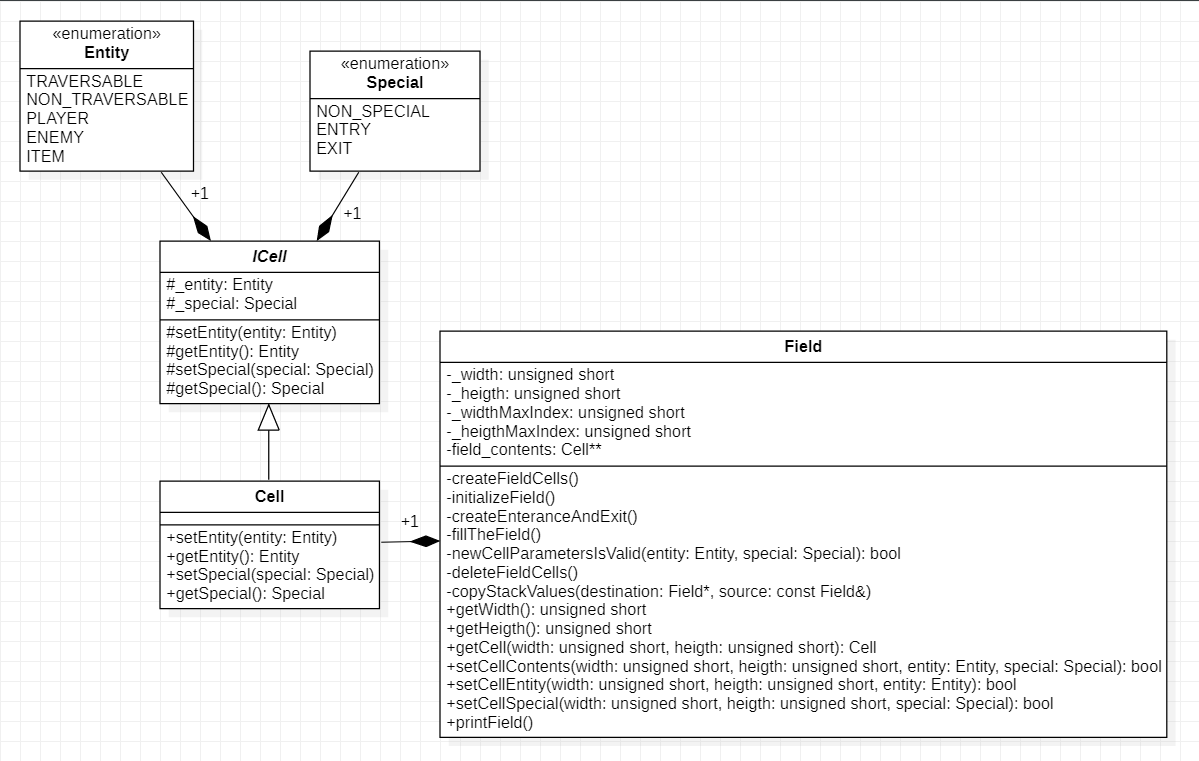 «enumeration»
Entity
TRAVERSABLE
NON_TRAVERSABLE
PLAYER
ENEMY
ITEM
«enumeration»
Special
NON_SPECIAL
ENTRY
EXIT
+1
+1
ICell
#_entity: Entity
#_special: Special
#setEntity(entity: Entity)
#getEntity(): Entity
#setSpecial(special: Special)
#getSpecial(): Special
Cell
+setEntity(entity: Entity)
+getEntity(): Entity
+setSpecial(special: Special)
+getSpecial(): Special
+1
Field
-_width: unsigned short
-_heigth: unsigned short
-_widthMaxIndex: unsigned short
-_heigthMaxIndex: unsigned short
-field_contents: Cell**
-createFieldCells()
-initializeField()
-createEnteranceAndExit()
-fillTheField()
-newCellParametersIsValid(entity: Entity, special: Special): bool
-deleteFieldCells()
-copyStackValues(destination: Field*, source: const Field&)
+getWidth(): unsigned short
+getHeigth(): unsigned short
+getCell(width: unsigned short, heigth: unsigned short): Cell
+setCellContents(width: unsigned short, heigth: unsigned short, entity: Entity, special: Special): bool
+setCellEntity(width: unsigned short, heigth: unsigned short, entity: Entity): bool
+setCellSpecial(width: unsigned short, heigth: unsigned short, special: Special): bool
+printField()